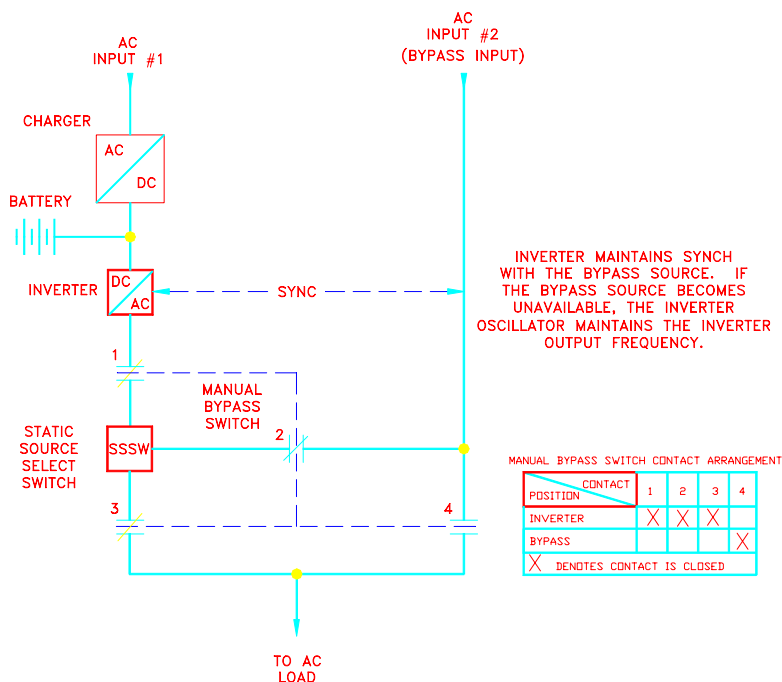 AC
INPUT #1
AC
INPUT #2
(BYPASS INPUT)
CHARGER
AC
DC
BATTERY
INVERTER
DC
AC
SYNC
INVERTER MAINTAINS SYNCH
WITH THE BYPASS SOURCE. IF
THE BYPASS SOURCE BECOMES
UNAVAILABLE, THE INVERTER
OSCILLATOR MAINTAINS THE INVERTER
OUTPUT FREQUENCY.
1
MANUAL
BYPASS
SWITCH
2
STATIC
SOURCE
SELECT
SWITCH
SSSW
3
4
MANUAL BYPASS SWITCH CONTACT ARRANGEMENT
CONTACT
POSITION
1 2 3 4
INVERTER X X X
BYPASS X
X DENOTES CONTACT IS CLOSED
TO AC
LOAD